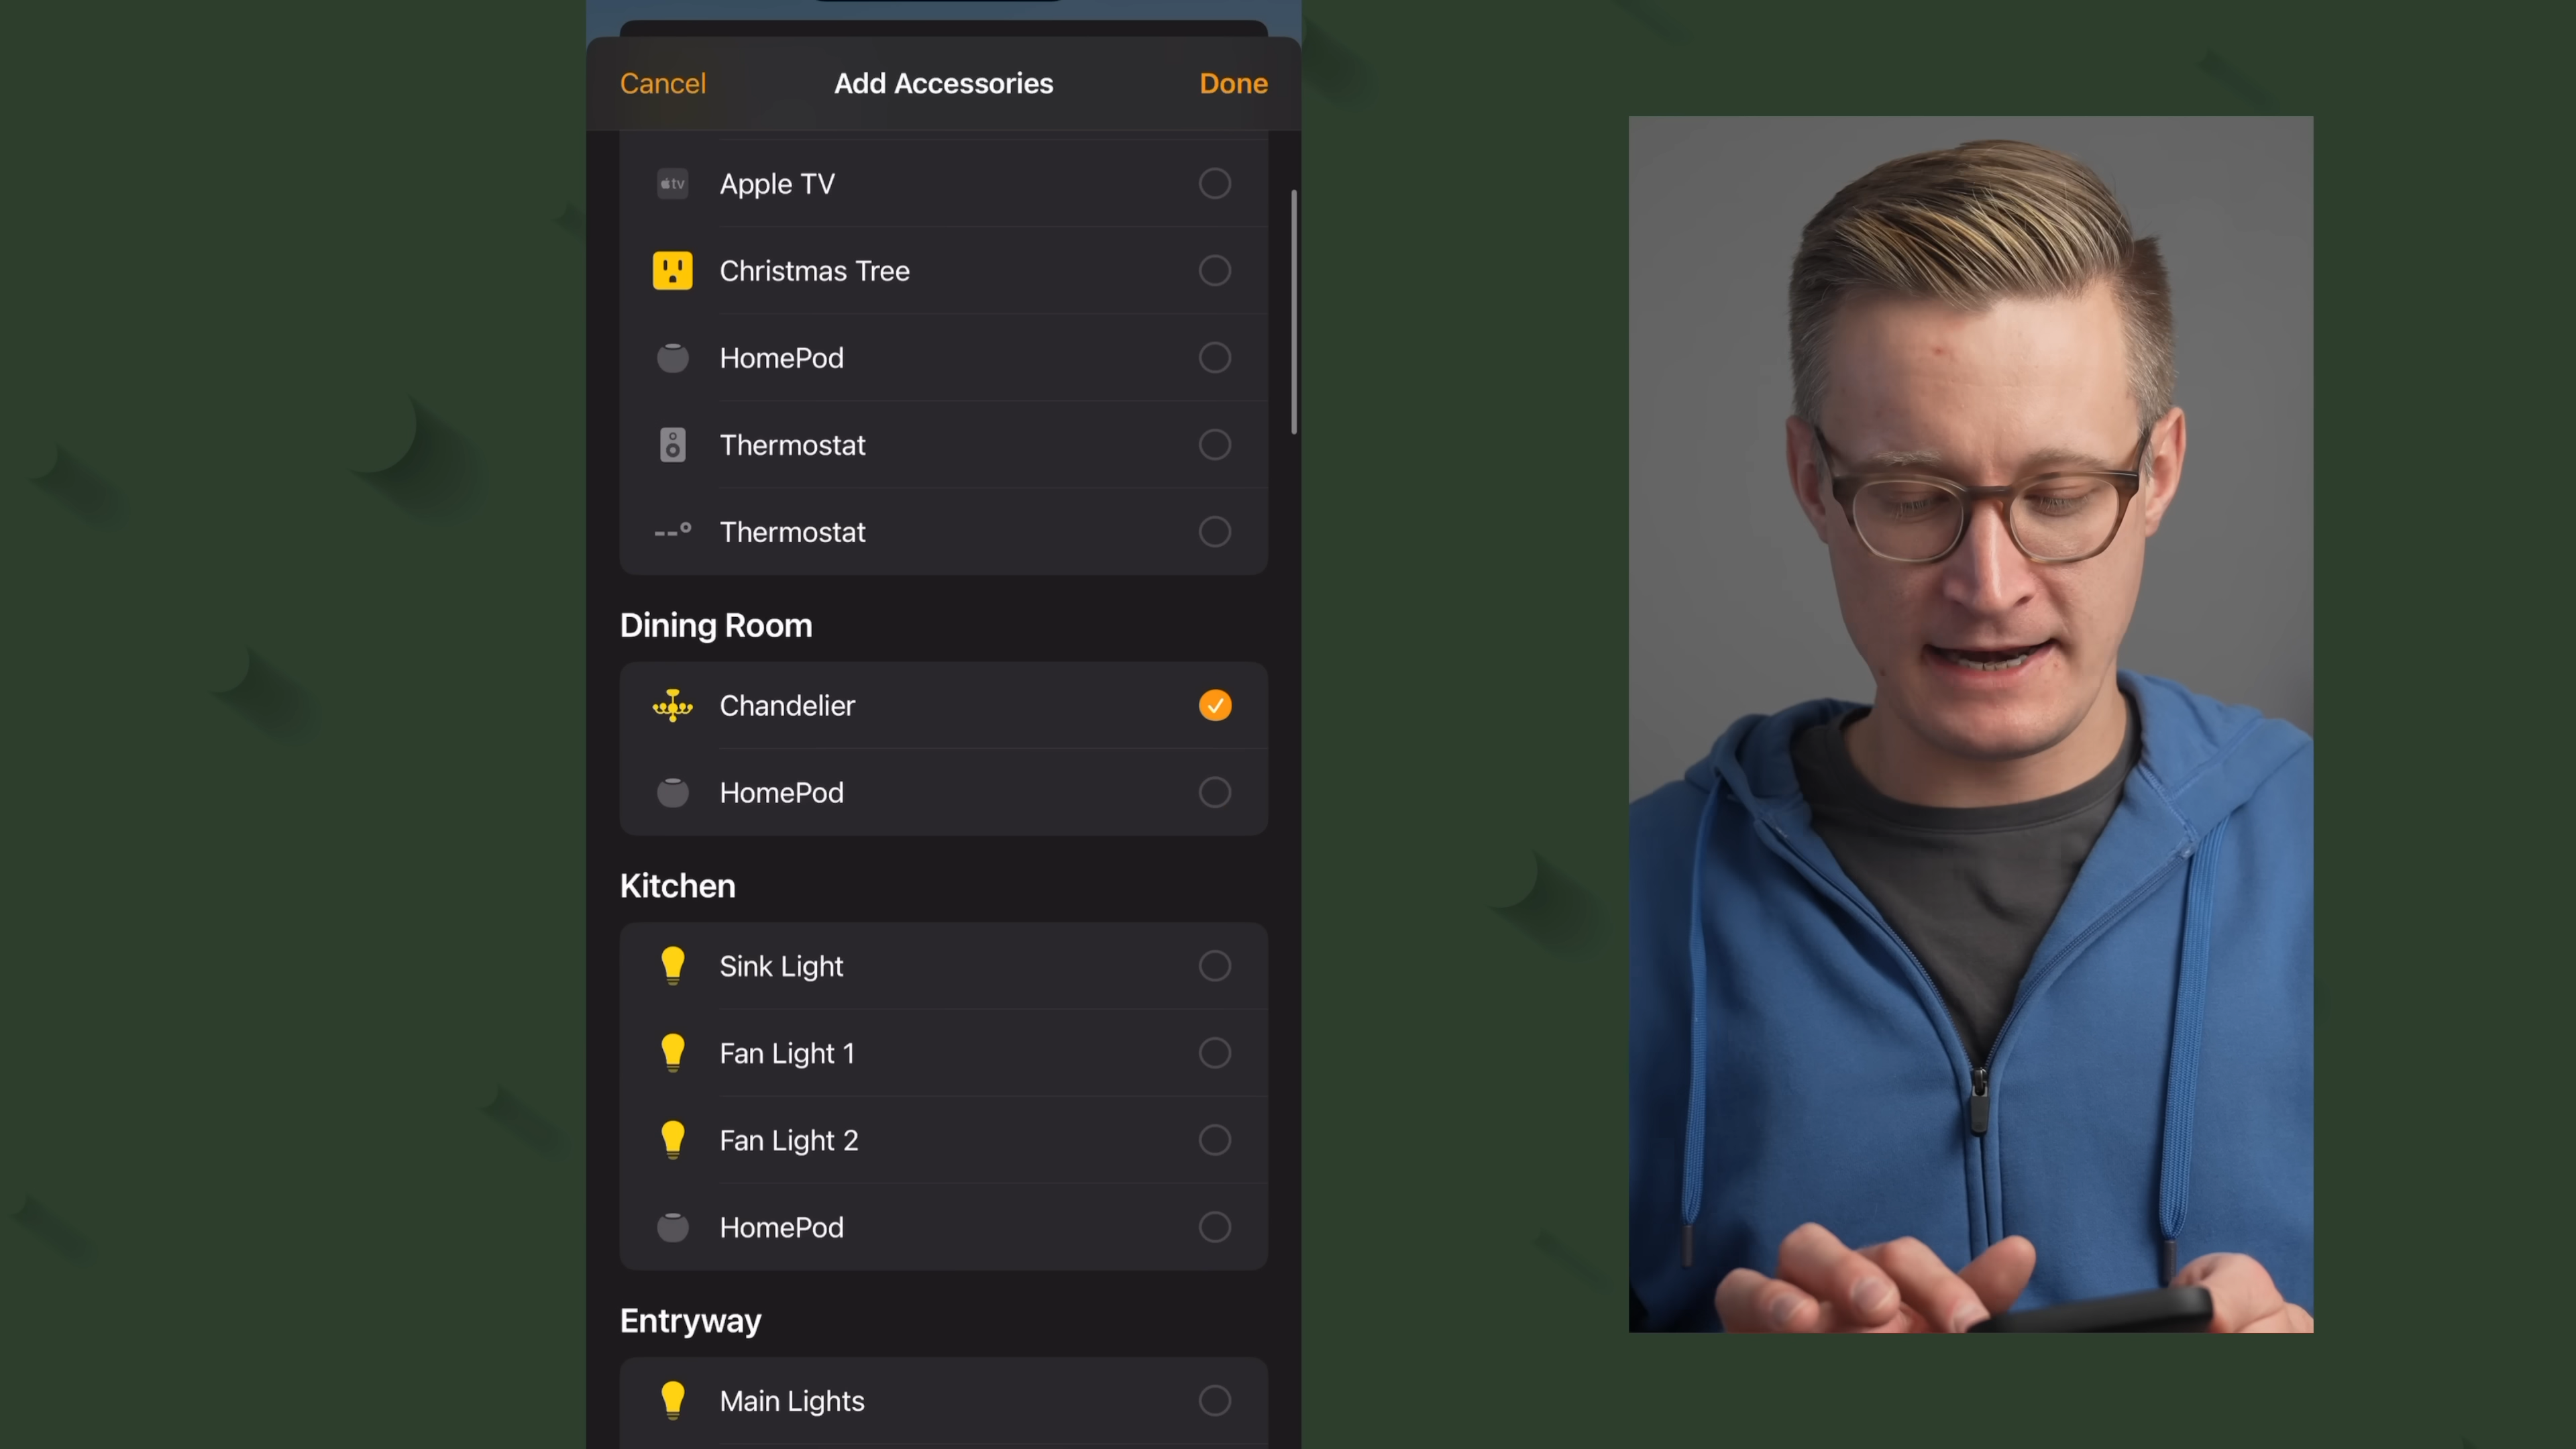 Cancel
Add Accessories
Done
tv
Apple TV
Christmas Tree
HomePod
Thermostat
Thermostat
Dining Room
Chandelier
HomePod
Kitchen
Sink Light
Fan Light 1
Fan Light 2
HomePod
Entryway
Main Lights